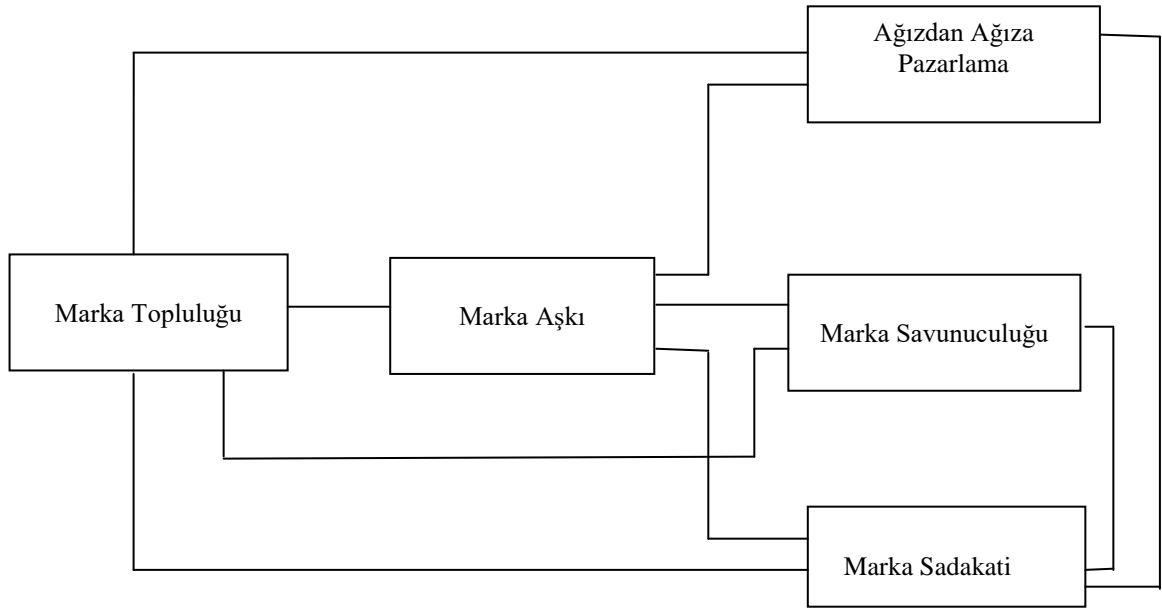 Ağızdan Ağıza
Pazarlama
Marka Topluluğu
Marka Aşkı
Marka Savunuculuğu
Marka Sadakati